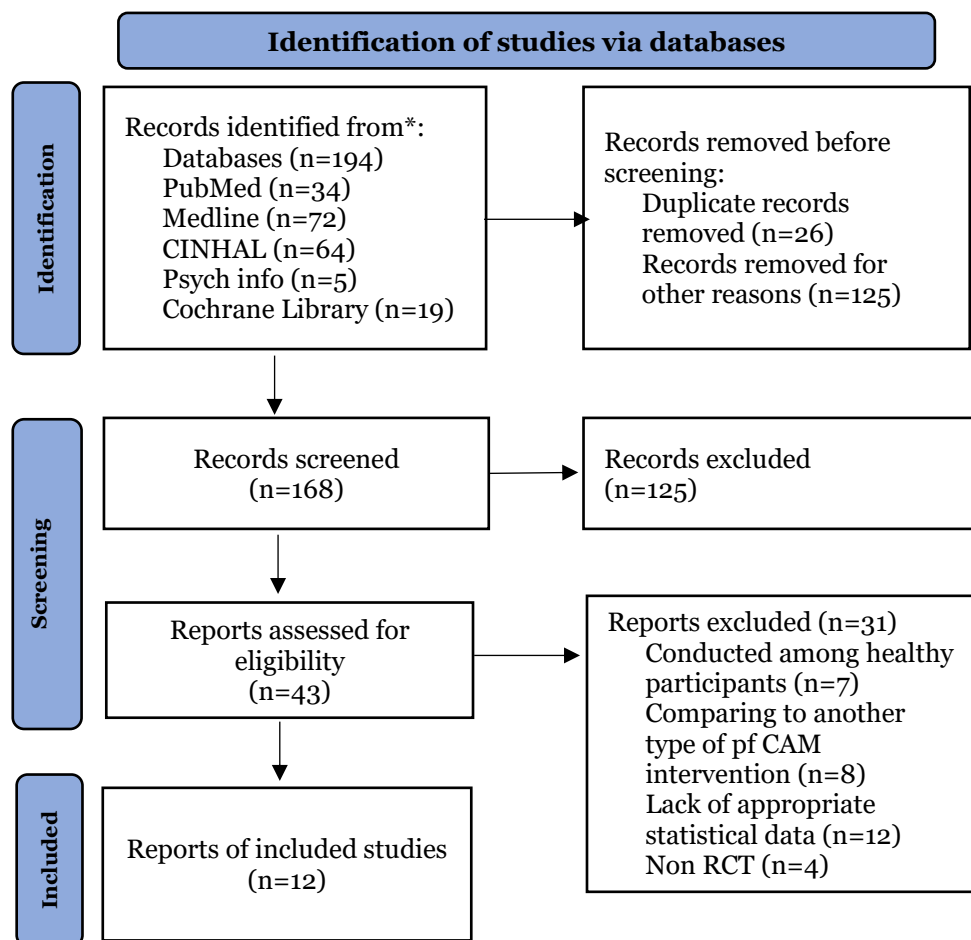 Identification of studies via databases
Identification
Records identified from*:
Databases (n=194)
PubMed (n=34)
Medline (n=72)
CINHAL (n=64)
Psych info (n=5)
Cochrane Library (n=19)
Records removed before
screening:
Duplicate records
removed (n=26)
Records removed for
other reasons (n=125)
Screening
Records screened
(n=168)
Records excluded
(n=125)
Reports assessed for
eligibility
(n=43)
Reports excluded (n=31)
Conducted among healthy
participants (n=7)
Comparing to another
type of pf CAM
intervention (n=8)
Lack of appropriate
statistical data (n=12)
Non RCT (n=4)
Included
Reports of included studies
(n=12)